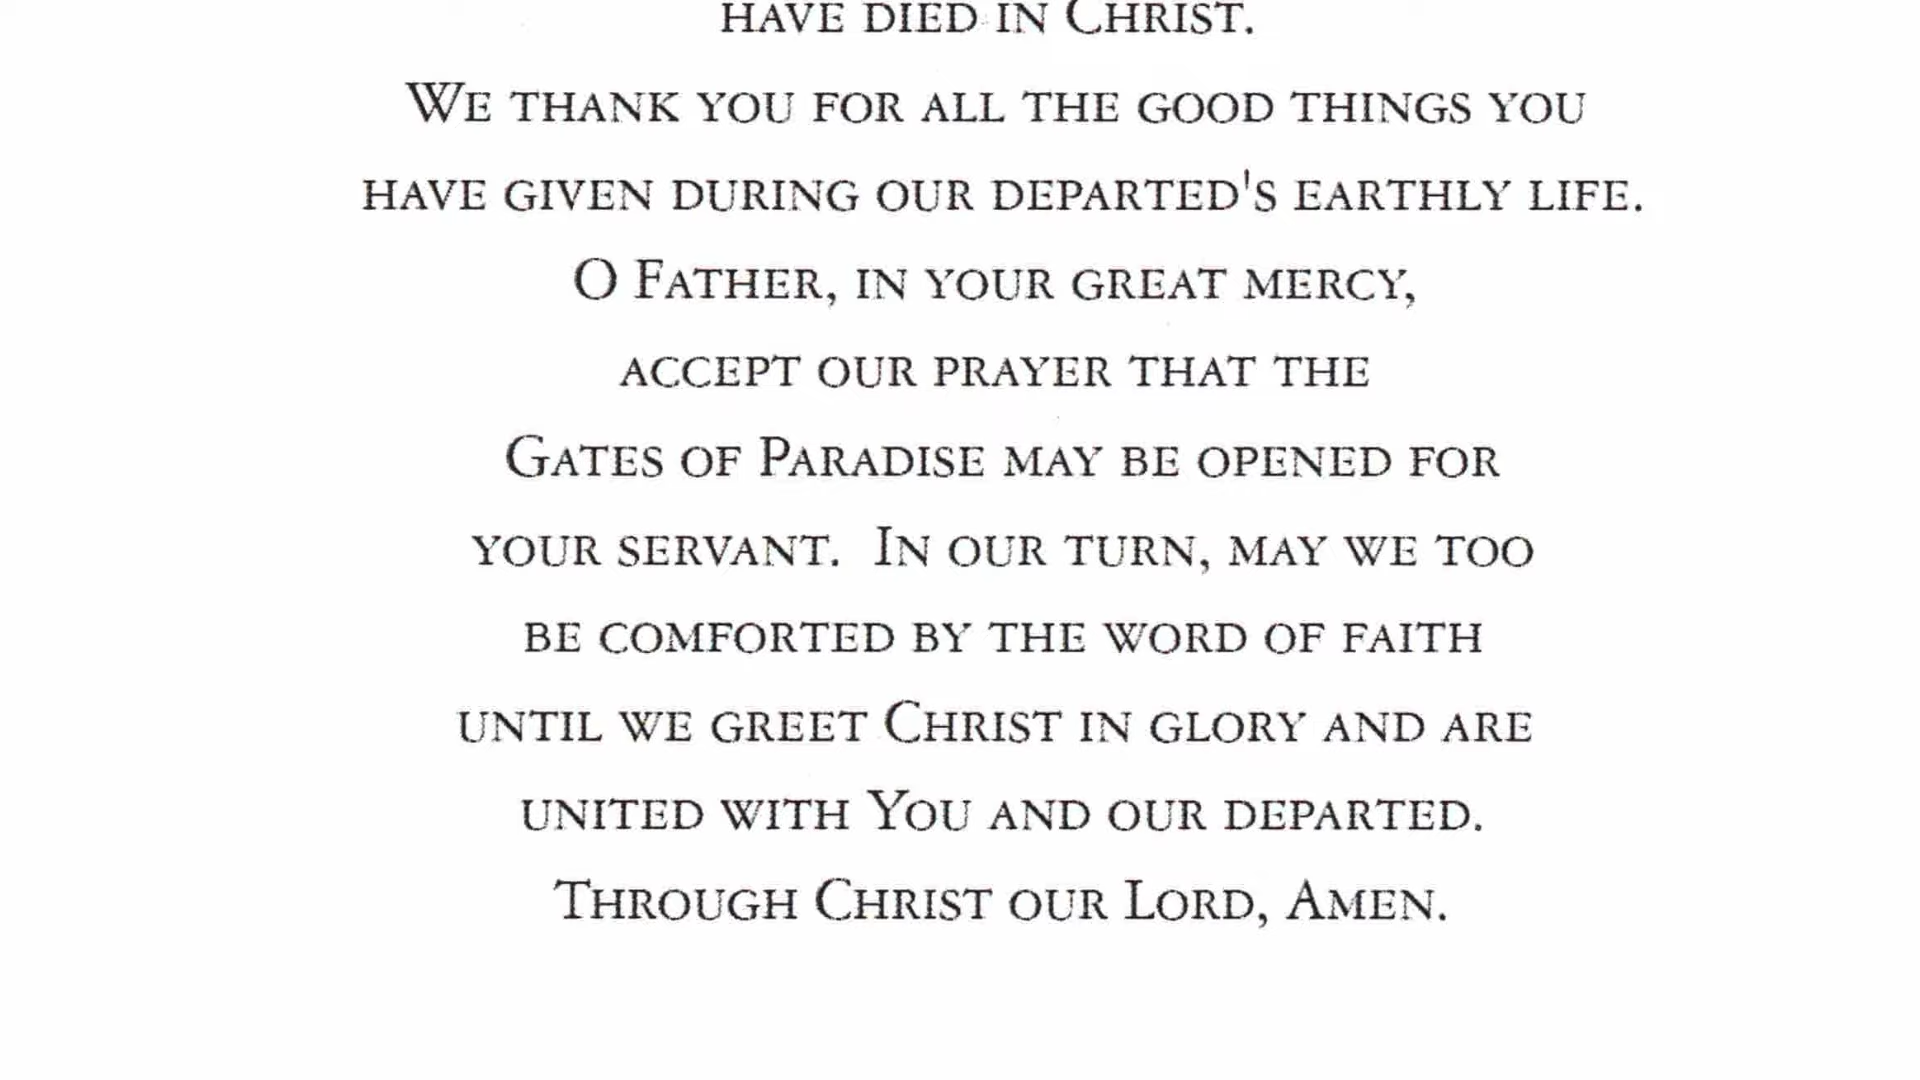 HAVE DIED IN CHRIST.
WE THANK YOU FOR ALL THE GOOD THINGS YOU
HAVE GIVEN DURING OUR DEPARTED'S EARTHLY LIFE.
O FATHER, IN YOUR GREAT MERCY,
ACCEPT OUR PRAYER THAT THE
GATES OF PARADISE MAY BE OPENED FOR
YOUR SERVANT.  IN OUR TURN, MAY WE TOO
BE COMFORTED BY THE WORD OF FAITH
UNTIL WE GREET CHRIST IN GLORY AND ARE
UNITED WITH YOU AND OUR DEPARTED.
THROUGH CHRIST OUR LORD, AMEN.